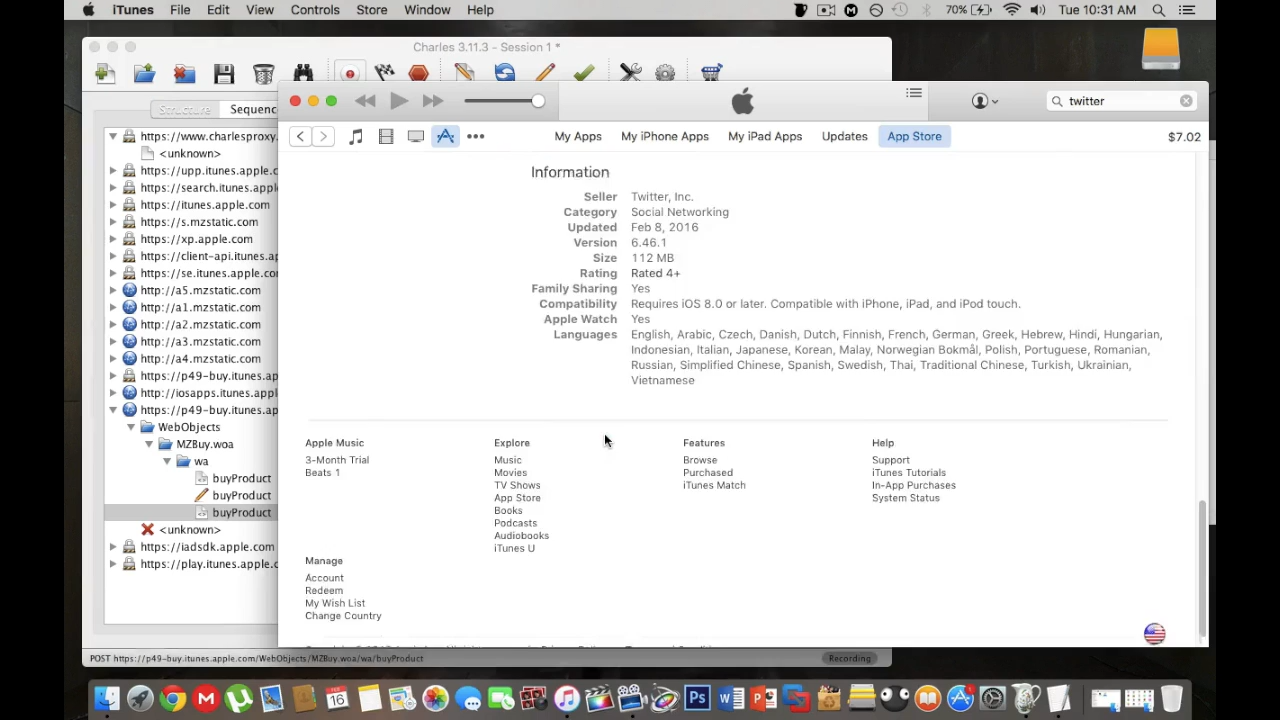 iTunes File Edit View Controls Store Window Help 70% Tue 10:31 AM
Charles 3.11.3 - Session 1 *
Structure Sequenc
twitter
My Apps My iPhone Apps My iPad Apps Updates App Store $7.02
https://www.charlesproxy.
<unknown>
https://upp.itunes.apple.c
https://search.itunes.apple
https://itunes.apple.com
https://s.mzstatic.com
https://xp.apple.com
https://client-api.itunes.ap
https://se.itunes.apple.co
http://a5.mzstatic.com
http://a1.mzstatic.com
http://a2.mzstatic.com
http://a3.mzstatic.com
http://a4.mzstatic.com
https://p49-buy.itunes.ap
http://iosapps.itunes.apple
https://p49-buy.itunes.ap
WebObjects
MZBuy.woa
wa
buyProduct
buyProduct
buyProduct
<unknown>
https://iadsdk.apple.com
https://play.itunes.apple.c
Information
Seller Twitter, Inc.
Category Social Networking
Updated Feb 8, 2016
Version 6.46.1
Size 112 MB
Rating Rated 4+
Family Sharing Yes
Compatibility Requires iOS 8.0 or later. Compatible with iPhone, iPad, and iPod touch.
Apple Watch Yes
Languages English, Arabic, Czech, Danish, Dutch, Finnish, French, German, Greek, Hebrew, Hindi, Hungarian,
Indonesian, Italian, Japanese, Korean, Malay, Norwegian Bokmål, Polish, Portuguese, Romanian,
Russian, Simplified Chinese, Spanish, Swedish, Thai, Traditional Chinese, Turkish, Ukrainian,
Vietnamese
Apple Music
3-Month Trial
Beats 1
Explore
Music
Movies
TV Shows
App Store
Books
Podcasts
Audiobooks
iTunes U
Features
Browse
Purchased
iTunes Match
Help
Support
iTunes Tutorials
In-App Purchases
System Status
Manage
Account
Redeem
My Wish List
Change Country
POST https://p49-buy.itunes.apple.com/WebObjects/MZBuy.woa/wa/buyProduct Recording